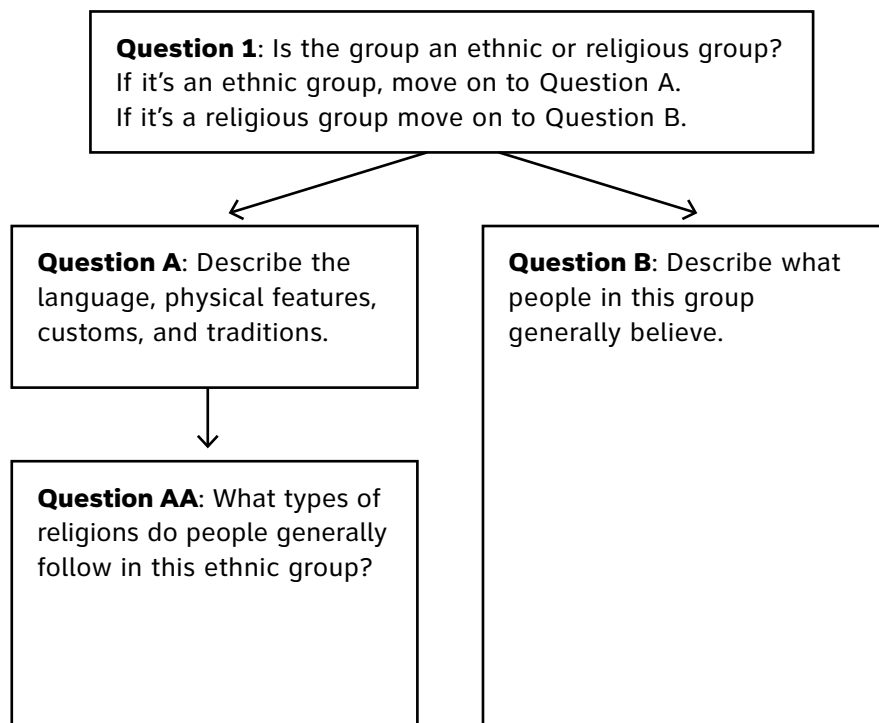 Question 1: Is the group an ethnic or religious group?
If it's an ethnic group, move on to Question A.
If it's a religious group move on to Question B.
Question A: Describe the
language, physical features,
customs, and traditions.
Question B: Describe what
people in this group
generally believe.
Question AA: What types of
religions do people generally
follow in this ethnic group?